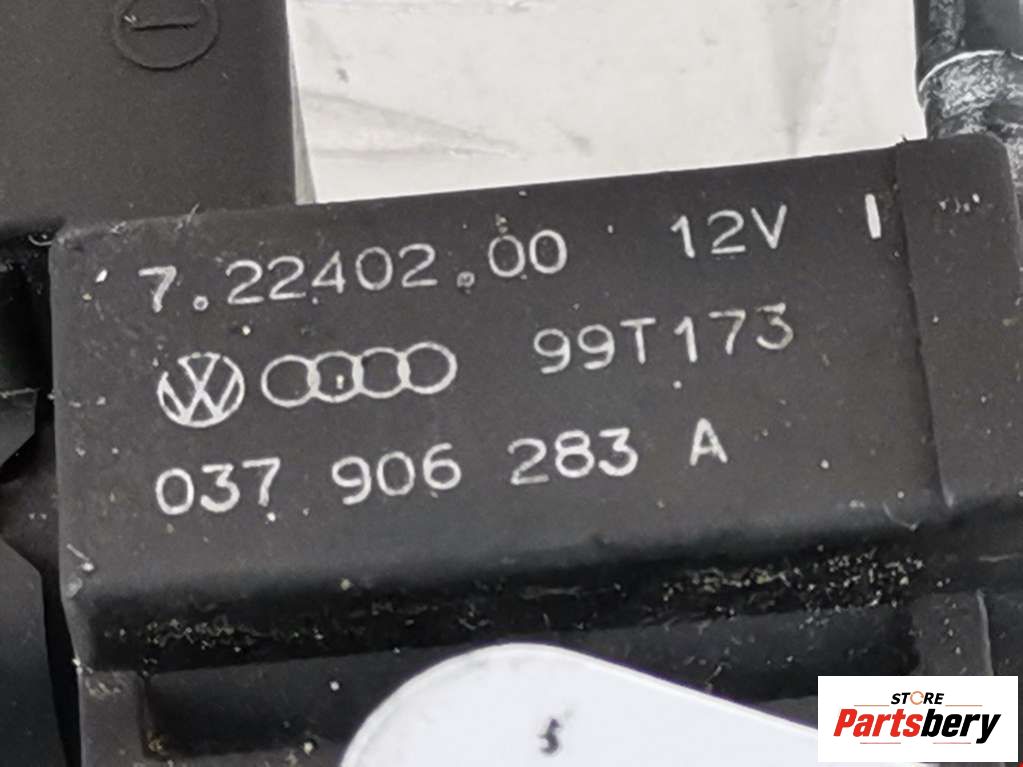 7.22402.00 12V
99T173
037 906 283 A
STORE
Partsbery